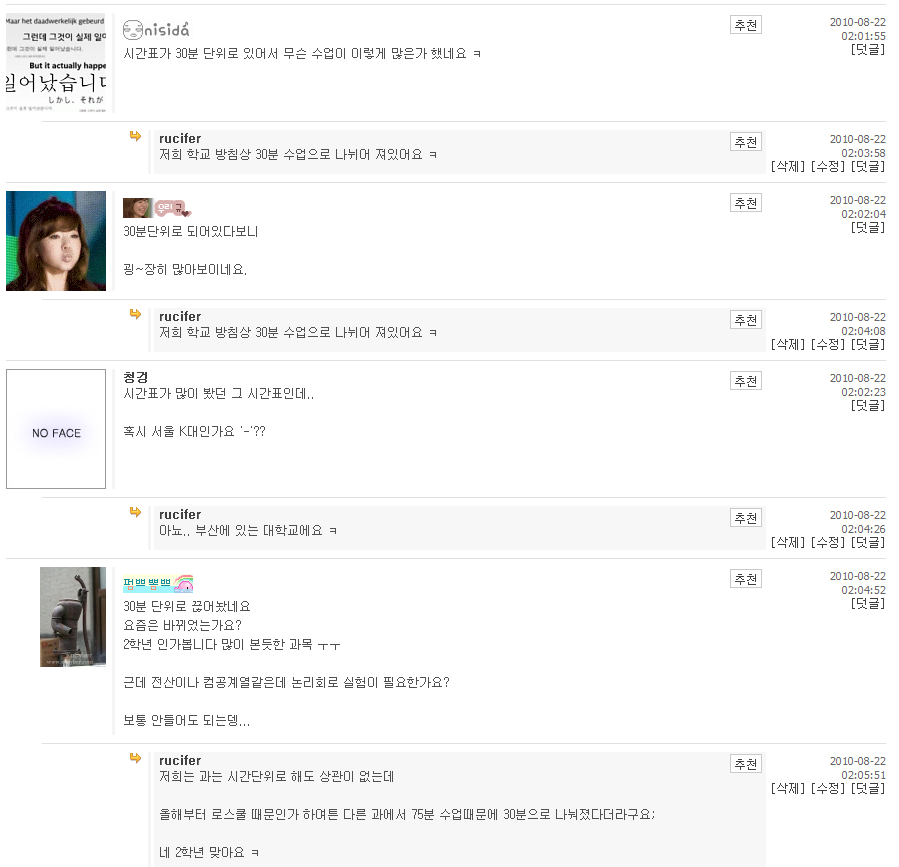 Maar het daadwerkelijk gebeurd
그런데 그것이 실제 일어
But it actually happe
일어났습니다
しかし、それが
nisida
추천
2010-08-22
02:01:55
시간표가 30분 단위로 있어서 무슨 수업이 이렇게 많은가 했네요 ㅋ
[덧글]
rucifer
추천
2010-08-22
02:03:58
저희 학교 방침상 30분 수업으로 나뉘어 져있어요 ㅋ
[삭제] [수정] [덧글]
우리 규
추천
2010-08-22
02:02:04
[덧글]
30분단위로 되어있다보니
굉~장히 많아보이네요.
rucifer
추천
2010-08-22
02:04:08
저희 학교 방침상 30분 수업으로 나뉘어 져있어요 ㅋ
[삭제] [수정] [덧글]
NO FACE
청겅
추천
2010-08-22
02:02:23
시간표가 많이 봤던 그 시간표인데..
[덧글]
혹시 서울 K대인가요 '-'??
rucifer
추천
2010-08-22
02:04:26
아뇨.. 부산에 있는 대학교에요 ㅋ
[삭제] [수정] [덧글]
펑쁘뿡쁘
추천
2010-08-22
02:04:52
[덧글]
30분 단위로 끊어놨네요
요즘은 바뀌었는가요?
2학년 인가봅니다 많이 본듯한 과목 ㅜㅜ
근데 전산이나 컴공계열같은데 논리회로 실험이 필요한가요?
보통 안들어도 되는뎅...
rucifer
추천
2010-08-22
02:05:51
저희는 과는 시간단위로 해도 상관이 없는데
[삭제] [수정] [덧글]
올해부터 로스쿨 때문인가 하여튼 다른 과에서 75분 수업때문에 30분으로 나눠졌다더라구요;
네 2학년 맞아요 ㅋ